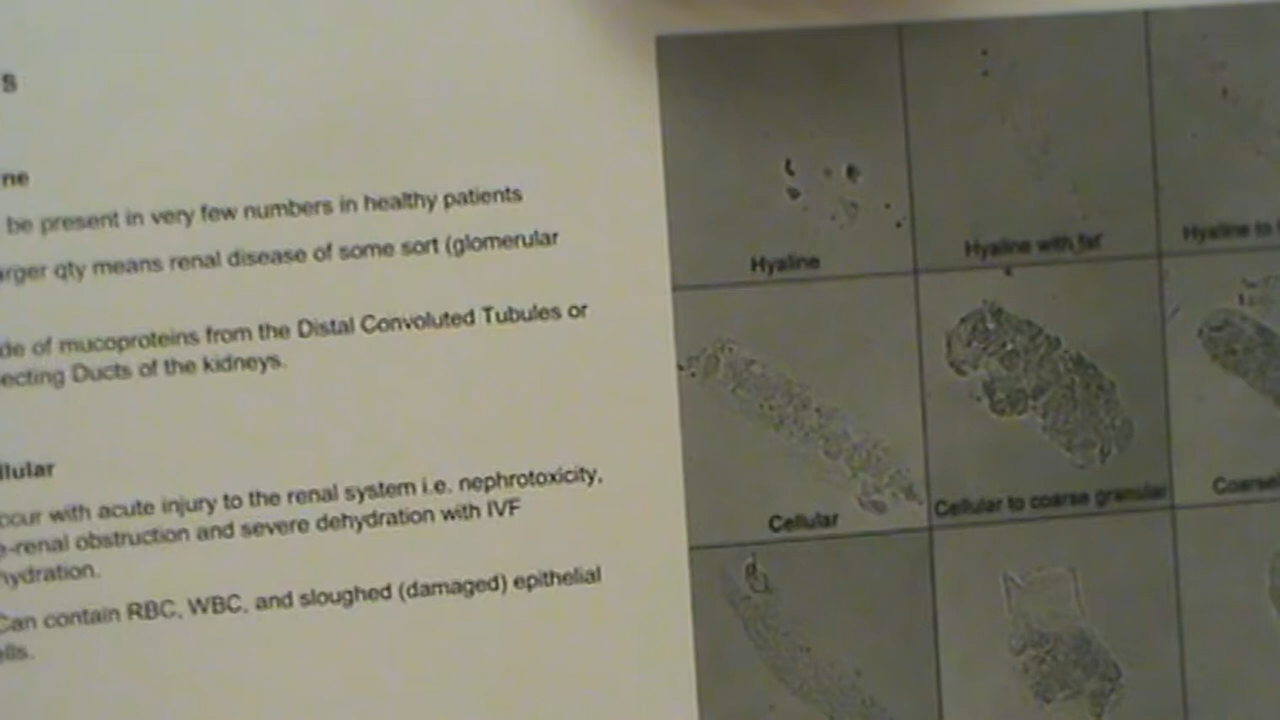 s
ne
be present in very few numbers in healthy patients
arger qty means renal disease of some sort (glomerular
de of mucoproteins from the Distal Convoluted Tubules or
ecting Ducts of the kidneys.
llular
occur with acute injury to the renal system i.e. nephrotoxicity,
e-renal obstruction and severe dehydration with IVF
hydration.
Can contain RBC, WBC, and sloughed (damaged) epithelial
ells.
Hyaline
Hyaline with fat
Hyaline to
Cellular
Cellular to coarse granular
Coarse